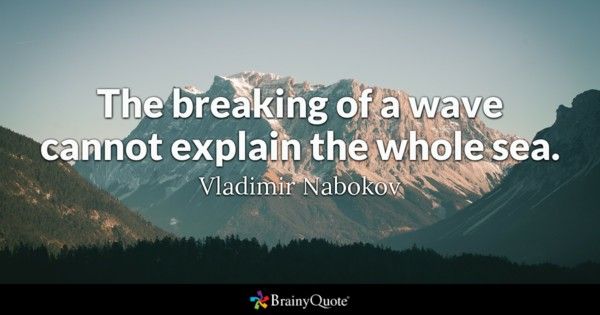 The breaking of a wave
cannot explain the whole sea.
Vladimir Nabokov
BrainyQuote